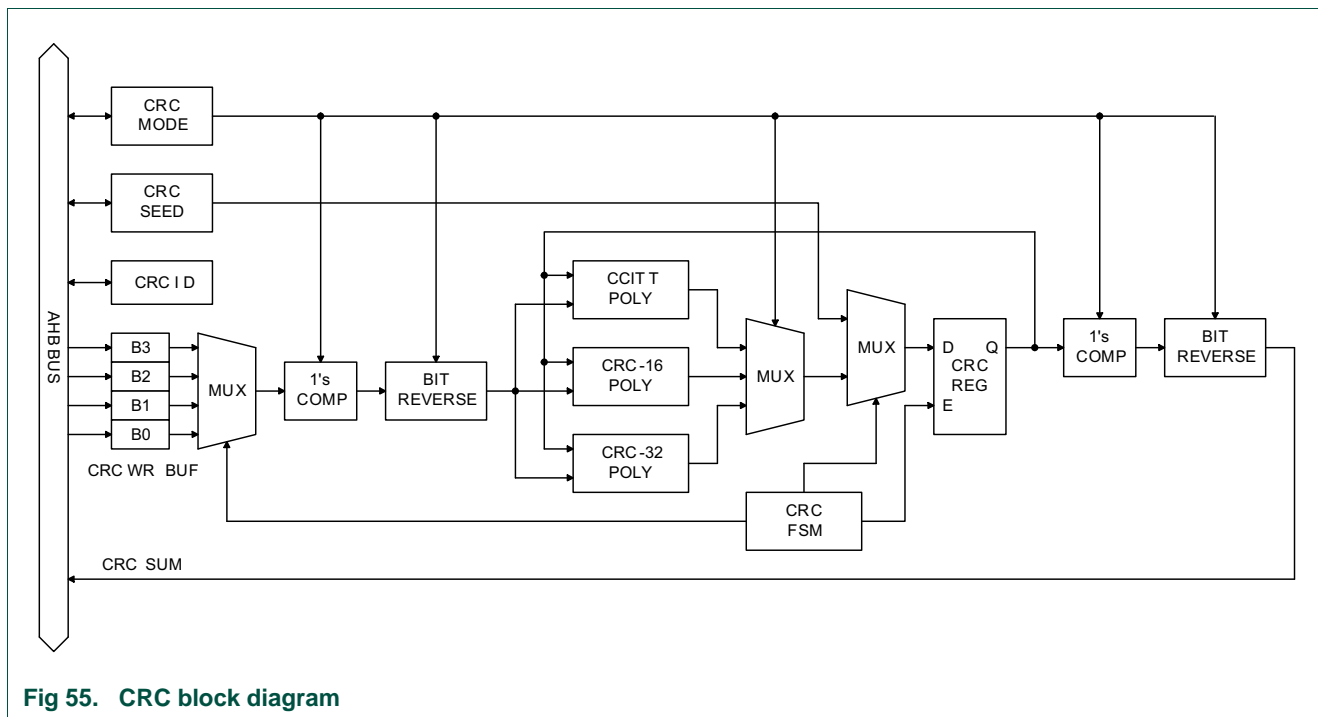 CRC
MODE
CRC
SEED
CRC I D
AHB BUS
B3
B2
B1
B0
CRC WR BUF
MUX
1's
COMP
BIT
REVERSE
CCIT T
POLY
CRC-16
POLY
CRC-32
POLY
MUX
MUX
D Q
CRC
REG
E
1's
COMP
BIT
REVERSE
CRC
FSM
CRC SUM
Fig 55. CRC block diagram